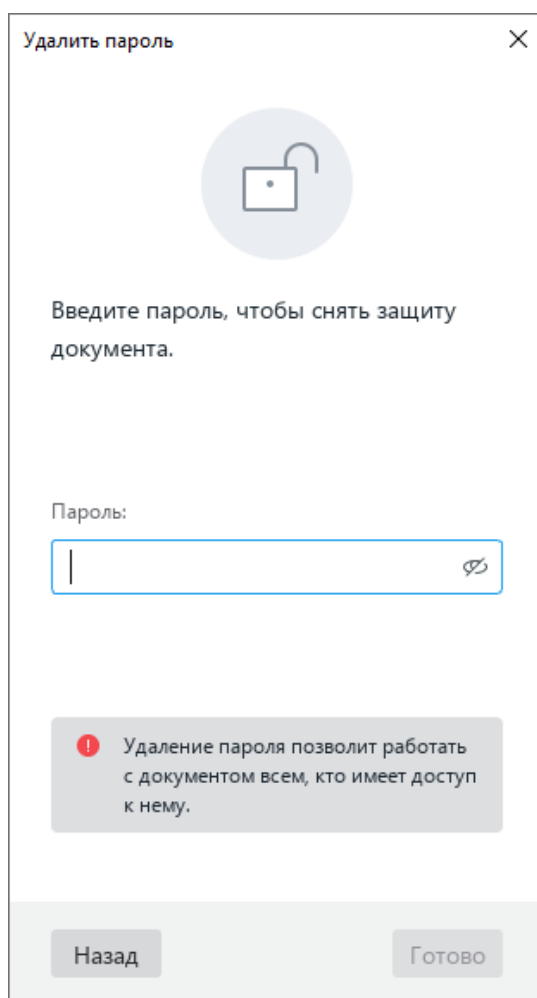 Удалить пароль
Введите пароль, чтобы снять защиту
документа.
Пароль:
Удаление пароля позволит работать
с документом всем, кто имеет доступ
к нему.
Назад
Готово